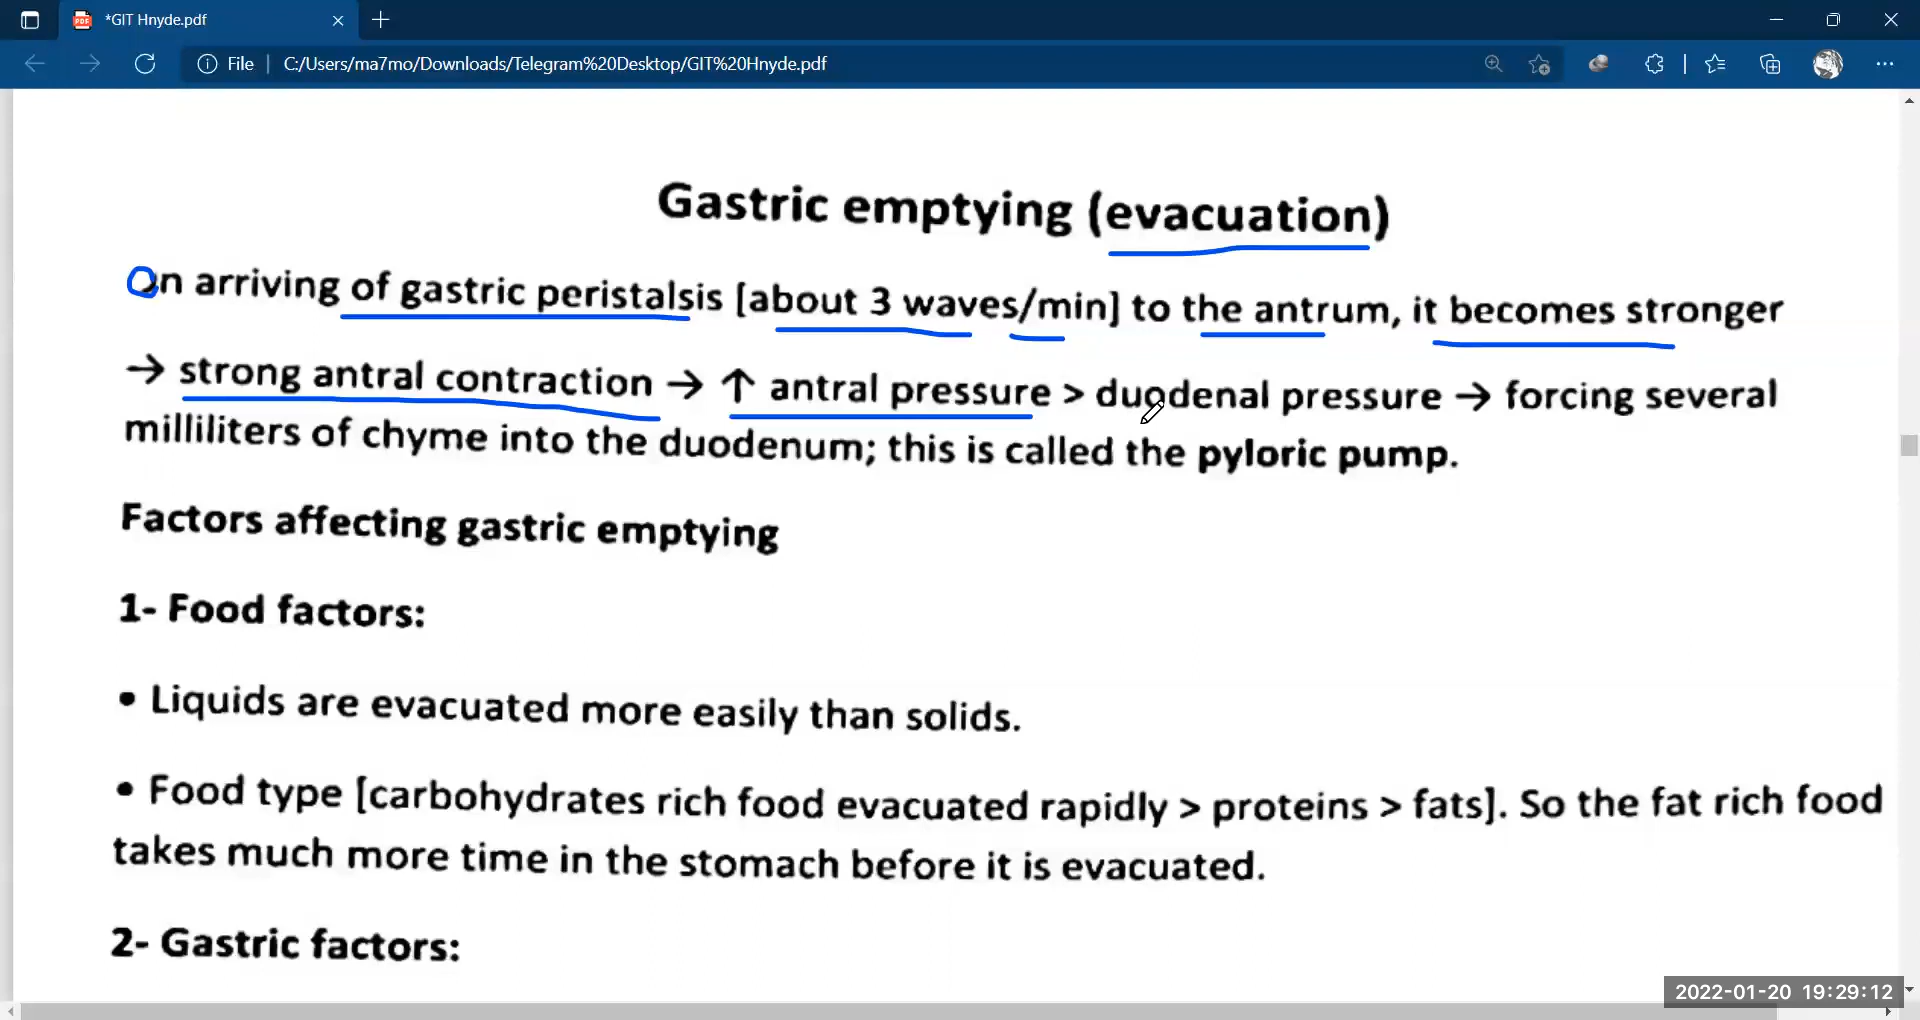 *GIT Hnyde.pdf
File
C:/Users/ma7mo/Downloads/Telegram%20Desktop/GIT%20Hnyde.pdf
Gastric emptying (evacuation)
On arriving of gastric peristalsis [about 3 waves/min] to the antrum, it becomes stronger
→ strong antral contraction → ↑ antral pressure > duodenal pressure → forcing several
milliliters of chyme into the duodenum; this is called the pyloric pump.
Factors affecting gastric emptying
1- Food factors:
• Liquids are evacuated more easily than solids.
• Food type [carbohydrates rich food evacuated rapidly > proteins > fats]. So the fat rich food
takes much more time in the stomach before it is evacuated.
2- Gastric factors:
2022-01-20 19:29:12